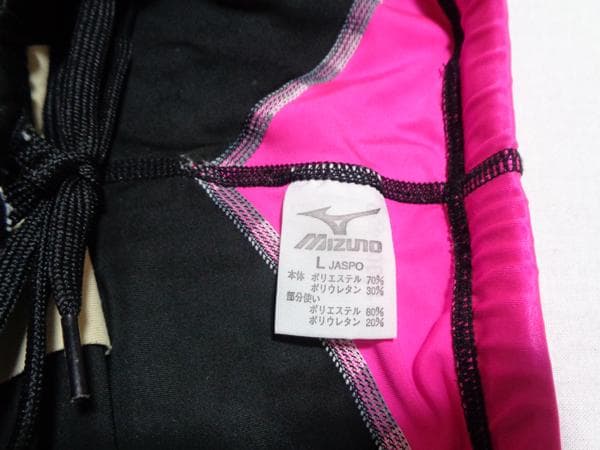 Mizuno
L JASPO
本体 ポリエステル 70%
ポリウレタン 30%
部分使い
ポリエステル 80%
ポリウレタン 20%